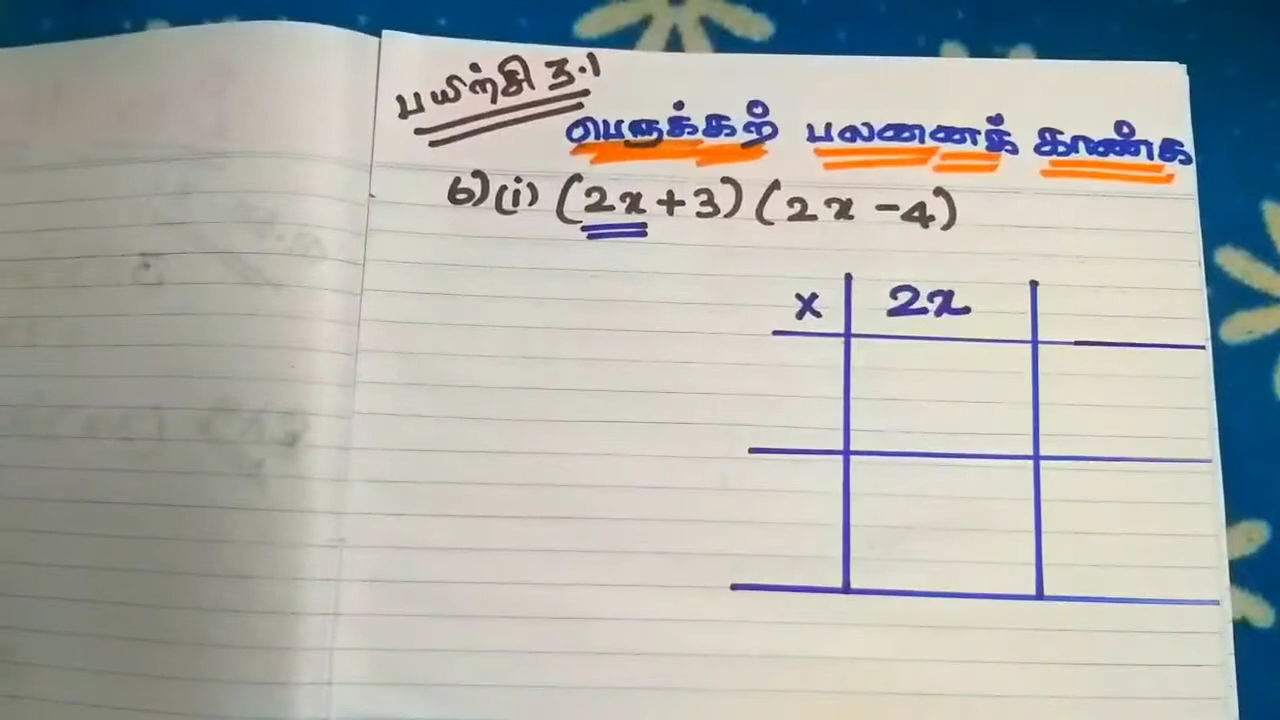 பயிற்சி 3.1
பெருக்கற் பலனைக் காண்க
6)(i) (2x+3)(2x-4)
× 2x